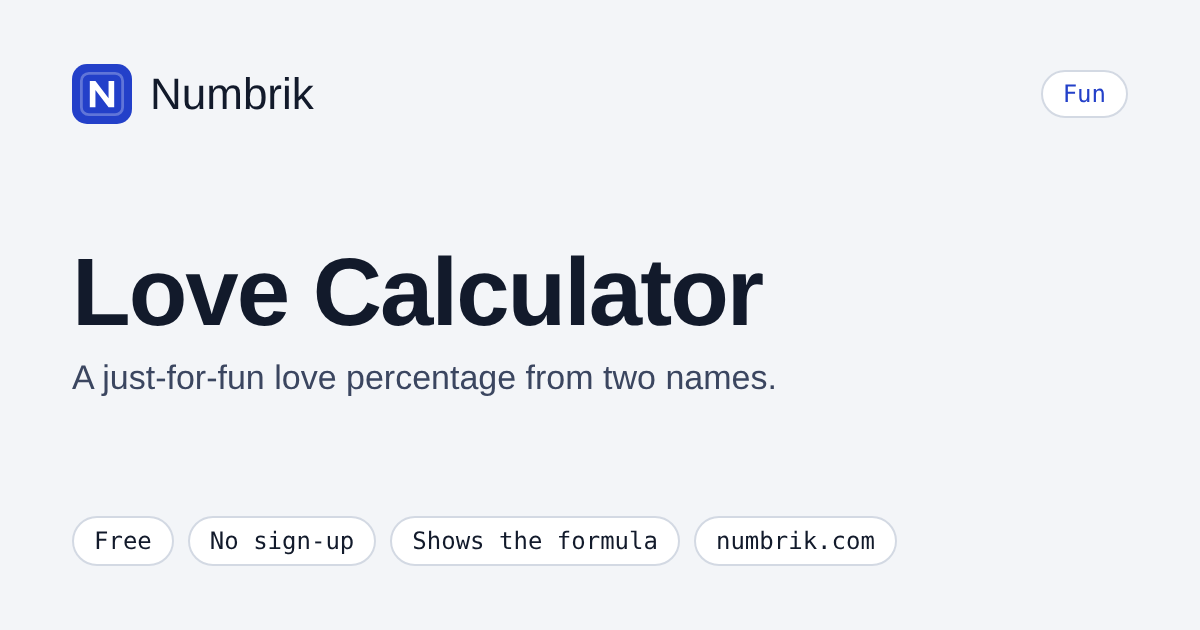 N Numbrik
Fun
Love Calculator
A just-for-fun love percentage from two names.
Free
No sign-up
Shows the formula
numbrik.com